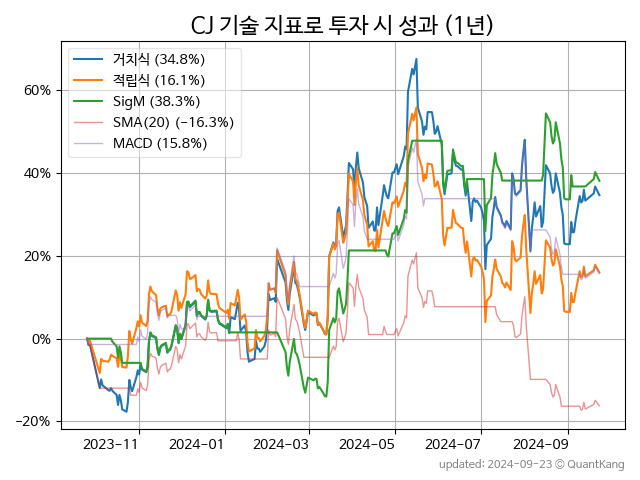 CJ 기술 지표로 투자 시 성과 (1년)
거치식 (34.8%)
적립식 (16.1%)
SigM (38.3%)
SMA(20) (−16.3%)
MACD (15.8%)
60%
40%
20%
0%
−20%
2023-11 2024-01 2024-03 2024-05 2024-07 2024-09
updated: 2024-09-23 ⓒ QuantKang